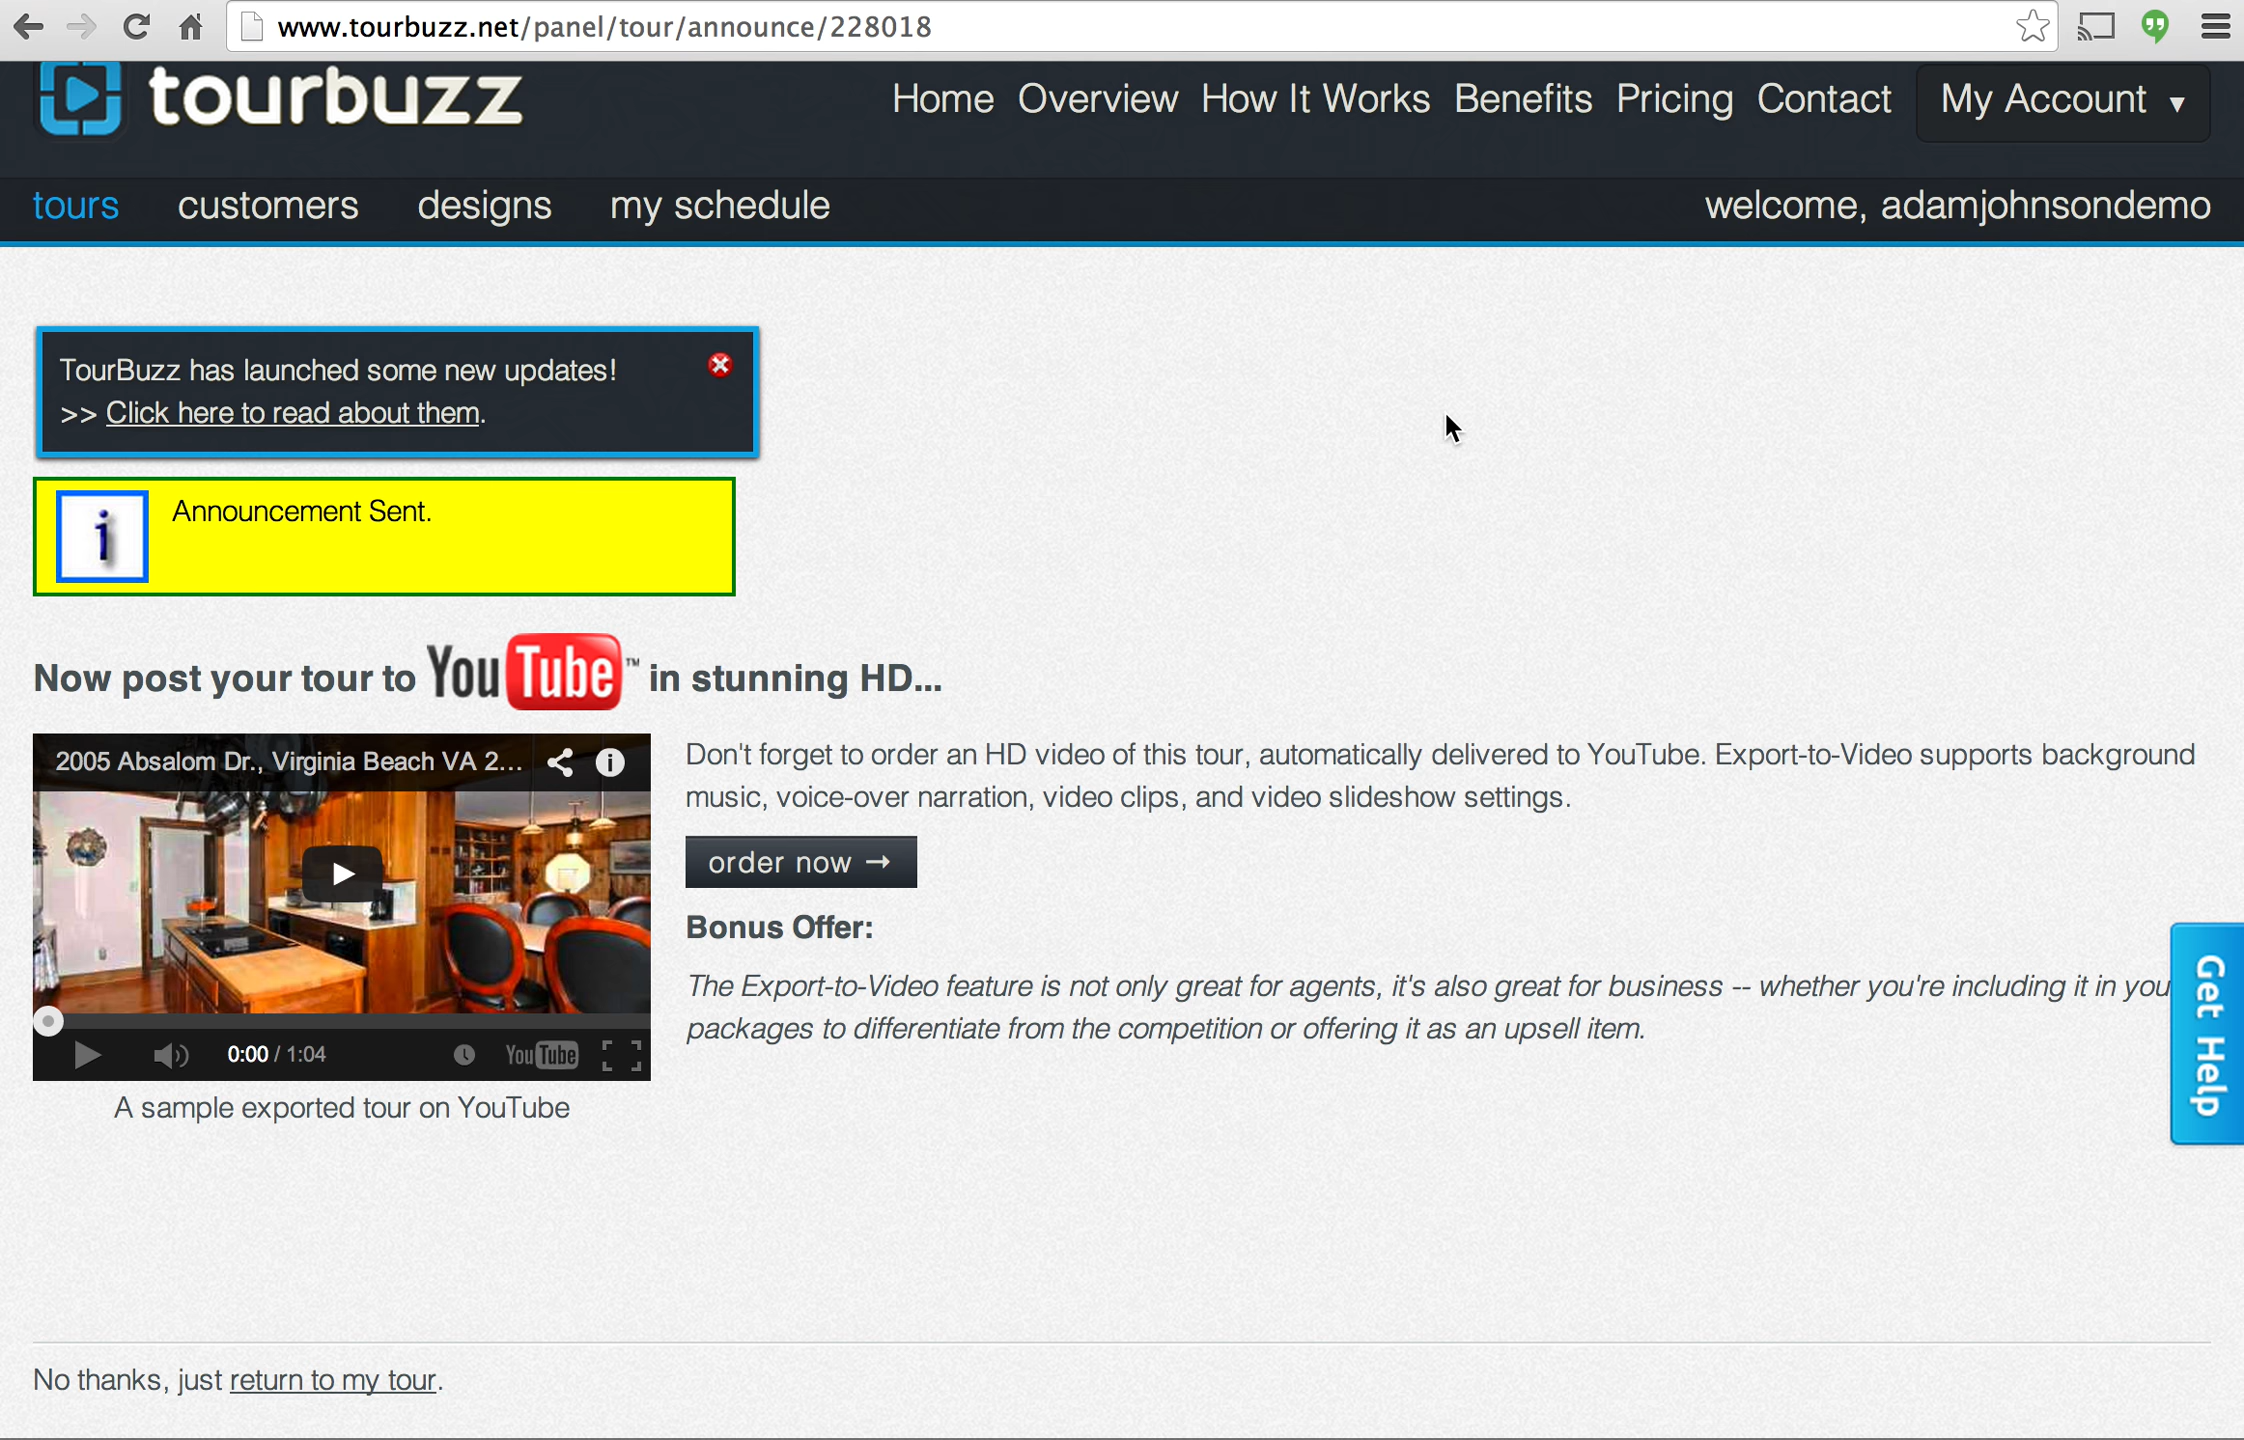 www.tourbuzz.net/panel/tour/announce/228018
tourbuzz
Home Overview How It Works Benefits Pricing Contact My Account ▼
tours customers designs my schedule welcome, adamjohnsondemo
TourBuzz has launched some new updates!
>> Click here to read about them.
i Announcement Sent.
Now post your tour to YouTube™ in stunning HD...
2005 Absalom Dr., Virginia Beach VA 2...
Don't forget to order an HD video of this tour, automatically delivered to YouTube. Export-to-Video supports background
music, voice-over narration, video clips, and video slideshow settings.
order now →
Bonus Offer:
The Export-to-Video feature is not only great for agents, it's also great for business -- whether you're including it in you
packages to differentiate from the competition or offering it as an upsell item.
0:00 / 1:04 YouTube
A sample exported tour on YouTube
Get Help
No thanks, just return to my tour.